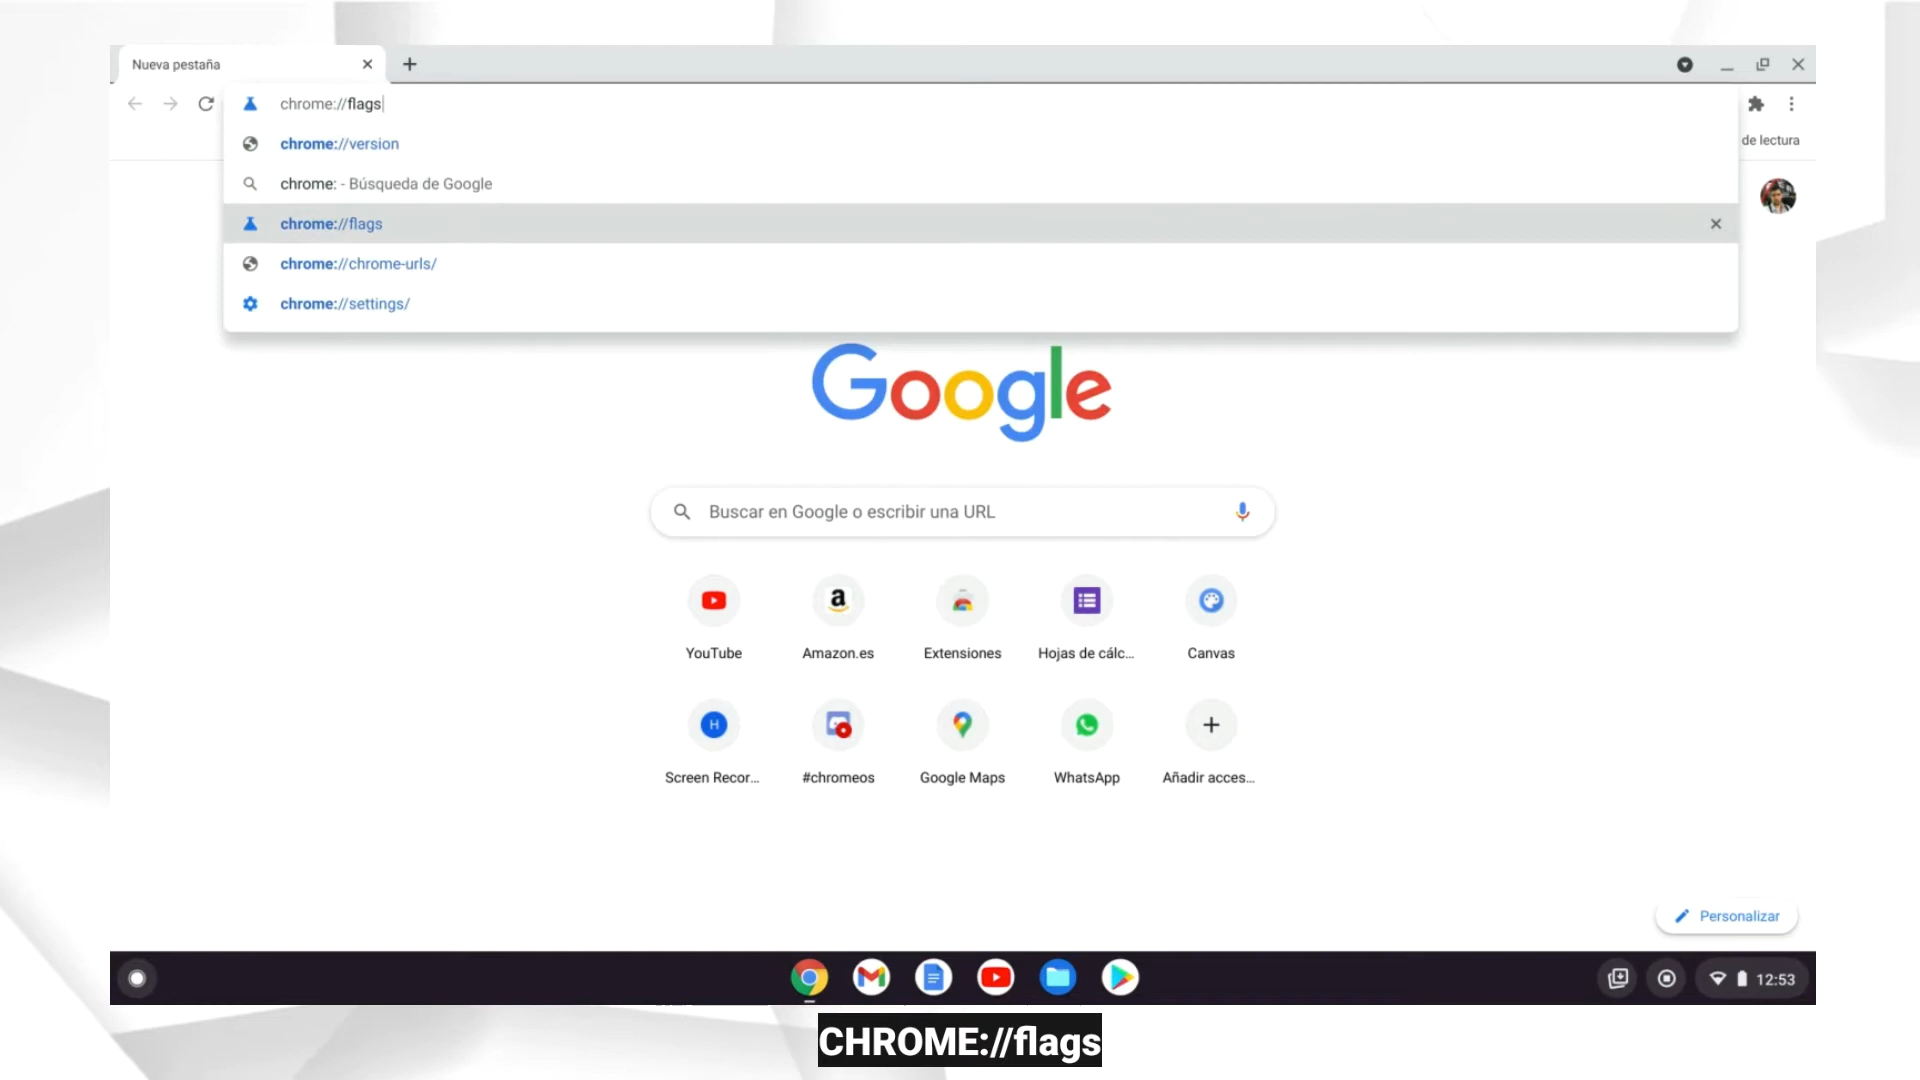 Nueva pestaña
chrome://flags
chrome://version
de lectura
chrome: - Búsqueda de Google
chrome://flags
chrome://chrome-urls/
chrome://settings/
Google
Buscar en Google o escribir una URL
YouTube
Amazon.es
Extensiones
Hojas de cálc...
Canvas
H
Screen Recor...
#chromeos
Google Maps
WhatsApp
Añadir acces...
Personalizar
12:53
CHROME://flags